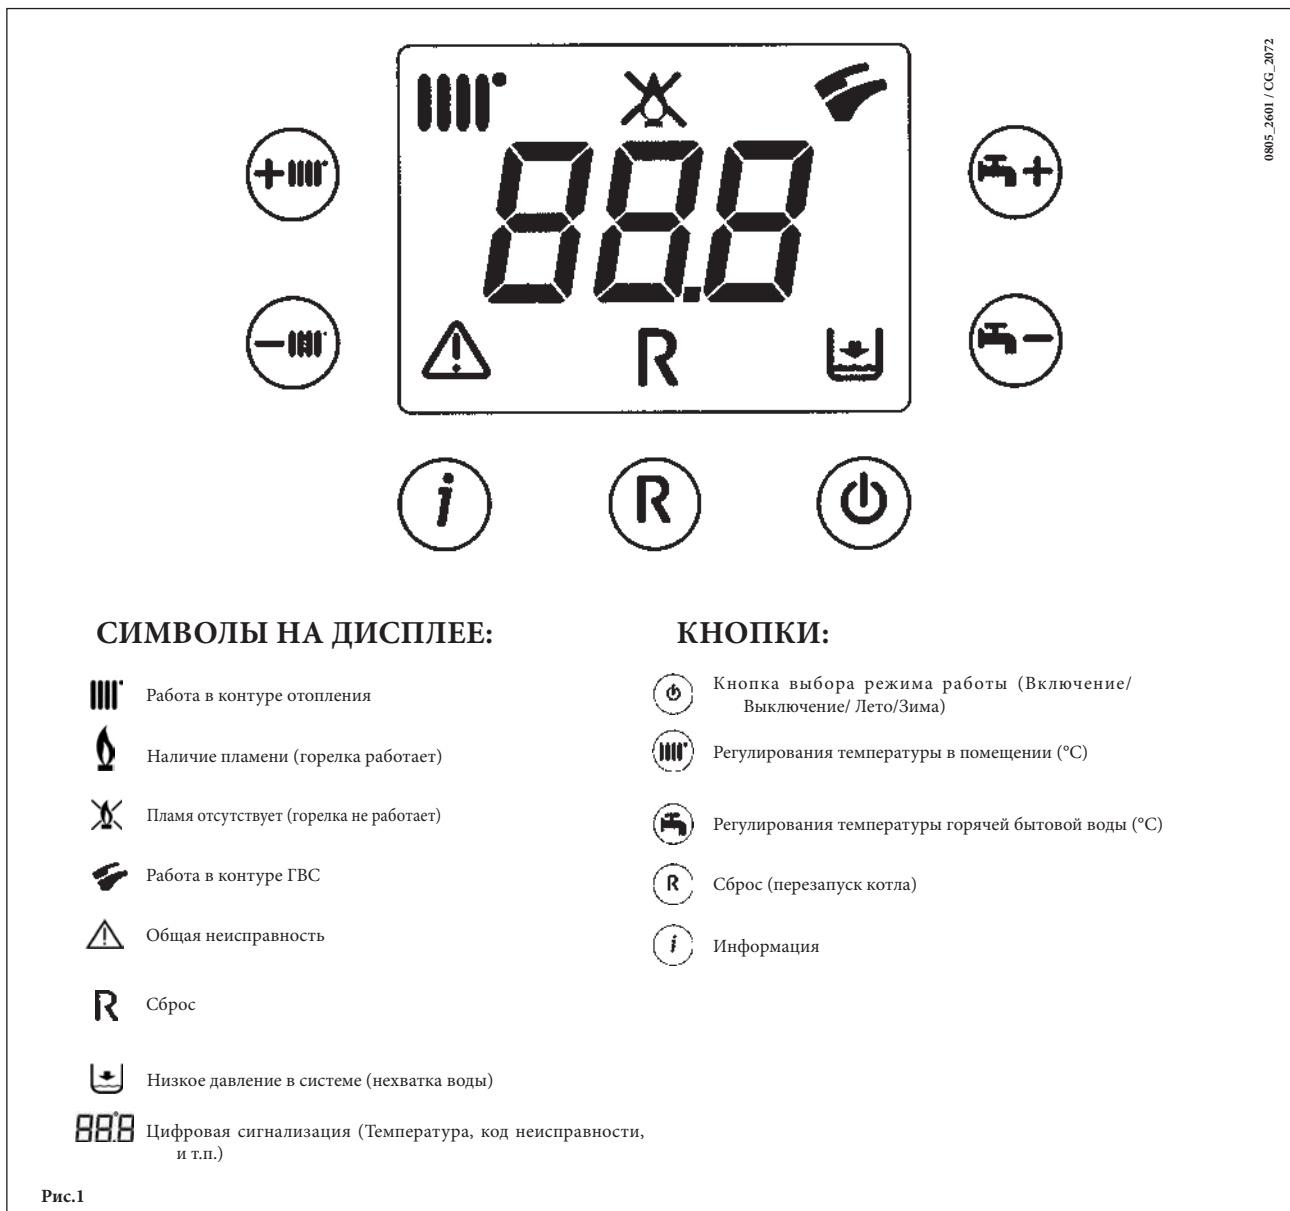 0805_2601 / CG_2072
88.8
R
i
R
СИМВОЛЫ НА ДИСПЛЕЕ:
Работа в контуре отопления
Наличие пламени (горелка работает)
Пламя отсутствует (горелка не работает)
Работа в контуре ГВС
Общая неисправность
R
Сброс
Низкое давление в системе (нехватка воды)
88.8
Цифровая сигнализация (Температура, код неисправности,
и т.п.)
КНОПКИ:
Кнопка выбора режима работы (Включение/
Выключение/ Лето/Зима)
Регулирования температуры в помещении (°C)
Регулирования температуры горячей бытовой воды (°C)
R
Сброс (перезапуск котла)
i
Информация
Рис.1